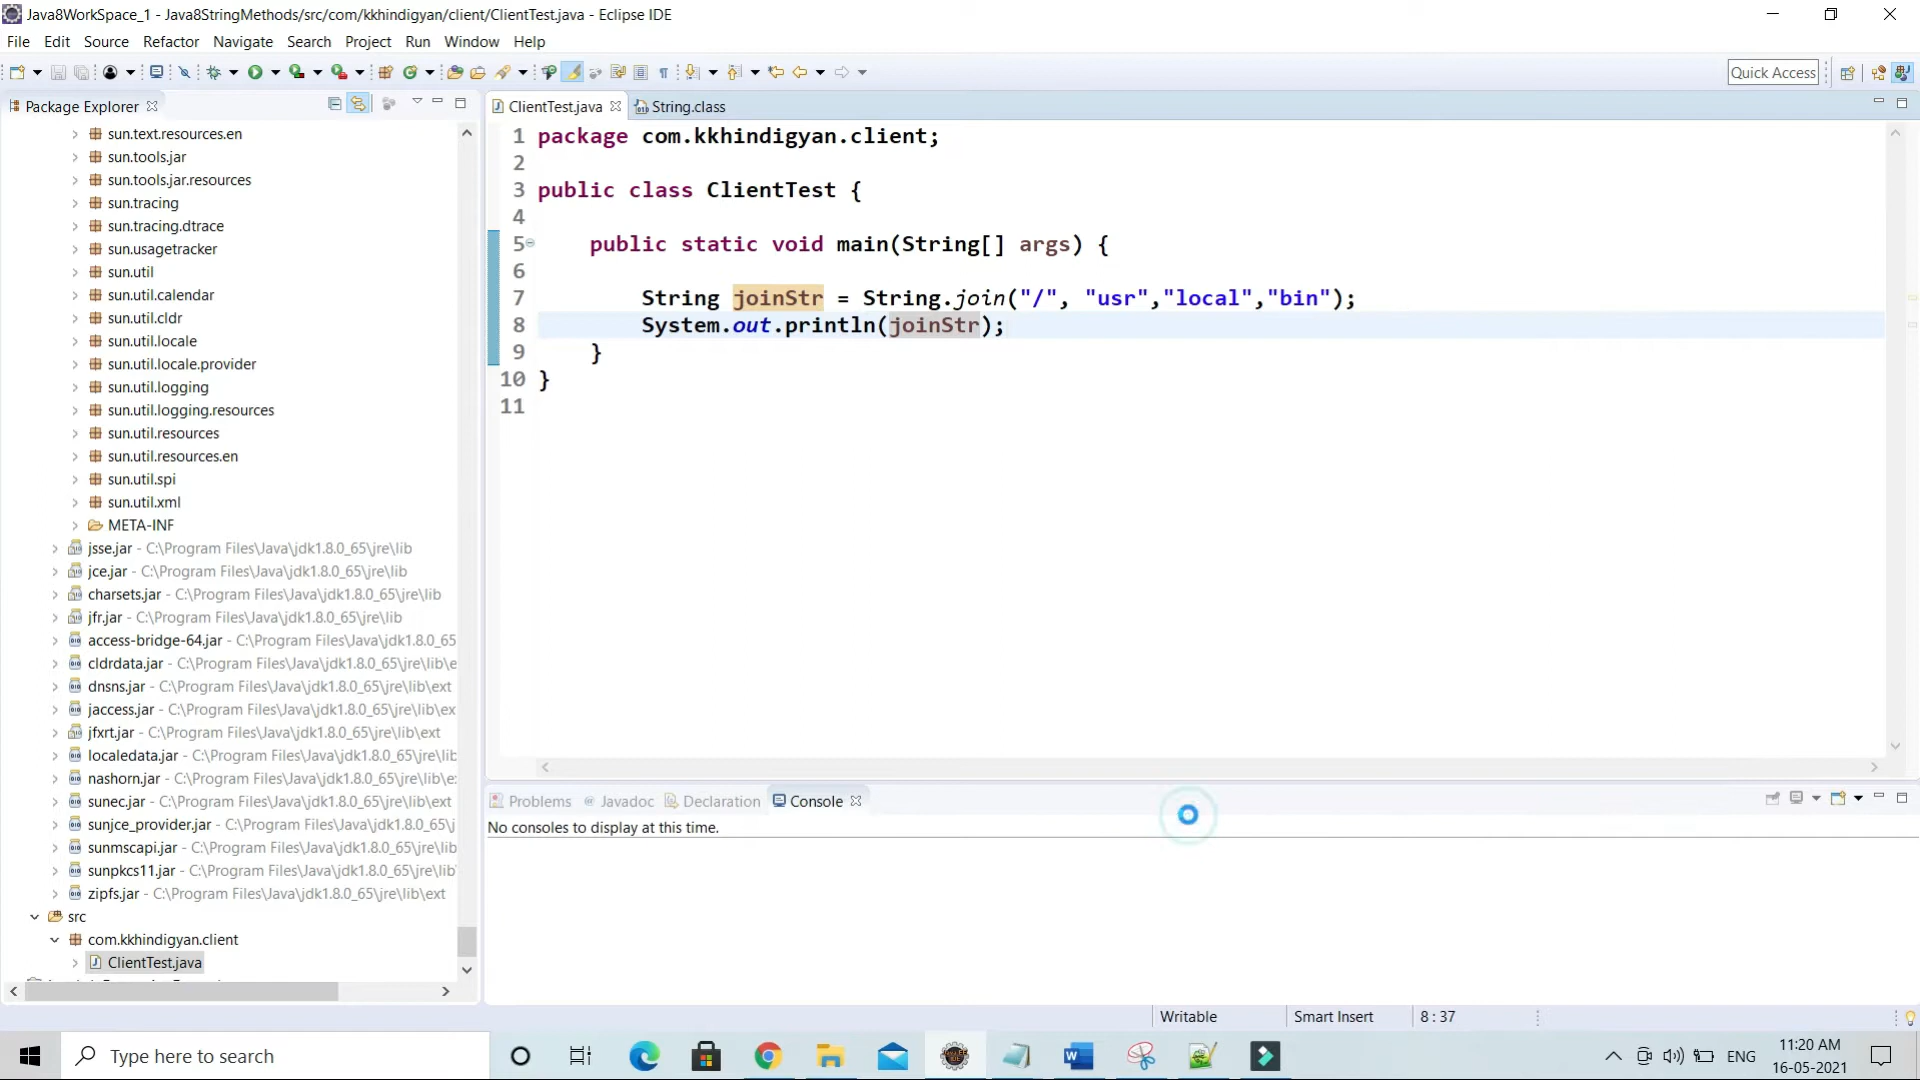 Java8WorkSpace_1 - Java8StringMethods/src/com/kkhindigyan/client/ClientTest.java - Eclipse IDE
File Edit Source Refactor Navigate Search Project Run Window Help
Quick Access
Package Explorer
ClientTest.java String.class
sun.text.resources.en
sun.tools.jar
sun.tools.jar.resources
sun.tracing
sun.tracing.dtrace
sun.usagetracker
sun.util
sun.util.calendar
sun.util.cldr
sun.util.locale
sun.util.locale.provider
sun.util.logging
sun.util.logging.resources
sun.util.resources
sun.util.resources.en
sun.util.spi
sun.util.xml
META-INF
jsse.jar - C:\Program Files\Java\jdk1.8.0_65\jre\lib
jce.jar - C:\Program Files\Java\jdk1.8.0_65\jre\lib
charsets.jar - C:\Program Files\Java\jdk1.8.0_65\jre\lib
jfr.jar - C:\Program Files\Java\jdk1.8.0_65\jre\lib
access-bridge-64.jar - C:\Program Files\Java\jdk1.8.0_65
cldrdata.jar - C:\Program Files\Java\jdk1.8.0_65\jre\lib\e
dnsns.jar - C:\Program Files\Java\jdk1.8.0_65\jre\lib\ext
jaccess.jar - C:\Program Files\Java\jdk1.8.0_65\jre\lib\ex
jfxrt.jar - C:\Program Files\Java\jdk1.8.0_65\jre\lib\ext
localedata.jar - C:\Program Files\Java\jdk1.8.0_65\jre\lib
nashorn.jar - C:\Program Files\Java\jdk1.8.0_65\jre\lib\e
sunec.jar - C:\Program Files\Java\jdk1.8.0_65\jre\lib\ext
sunjce_provider.jar - C:\Program Files\Java\jdk1.8.0_65\j
sunmscapi.jar - C:\Program Files\Java\jdk1.8.0_65\jre\lib
sunpkcs11.jar - C:\Program Files\Java\jdk1.8.0_65\jre\lib
zipfs.jar - C:\Program Files\Java\jdk1.8.0_65\jre\lib\ext
src
com.kkhindigyan.client
ClientTest.java
1 package com.kkhindigyan.client;
2
3 public class ClientTest {
4
5 public static void main(String[] args) {
6
7 String joinStr = String.join("/", "usr","local","bin");
8 System.out.println(joinStr);
9 }
10 }
11
Problems @ Javadoc Declaration Console
No consoles to display at this time.
Writable Smart Insert 8 : 37
Type here to search
ENG
11:20 AM
16-05-2021